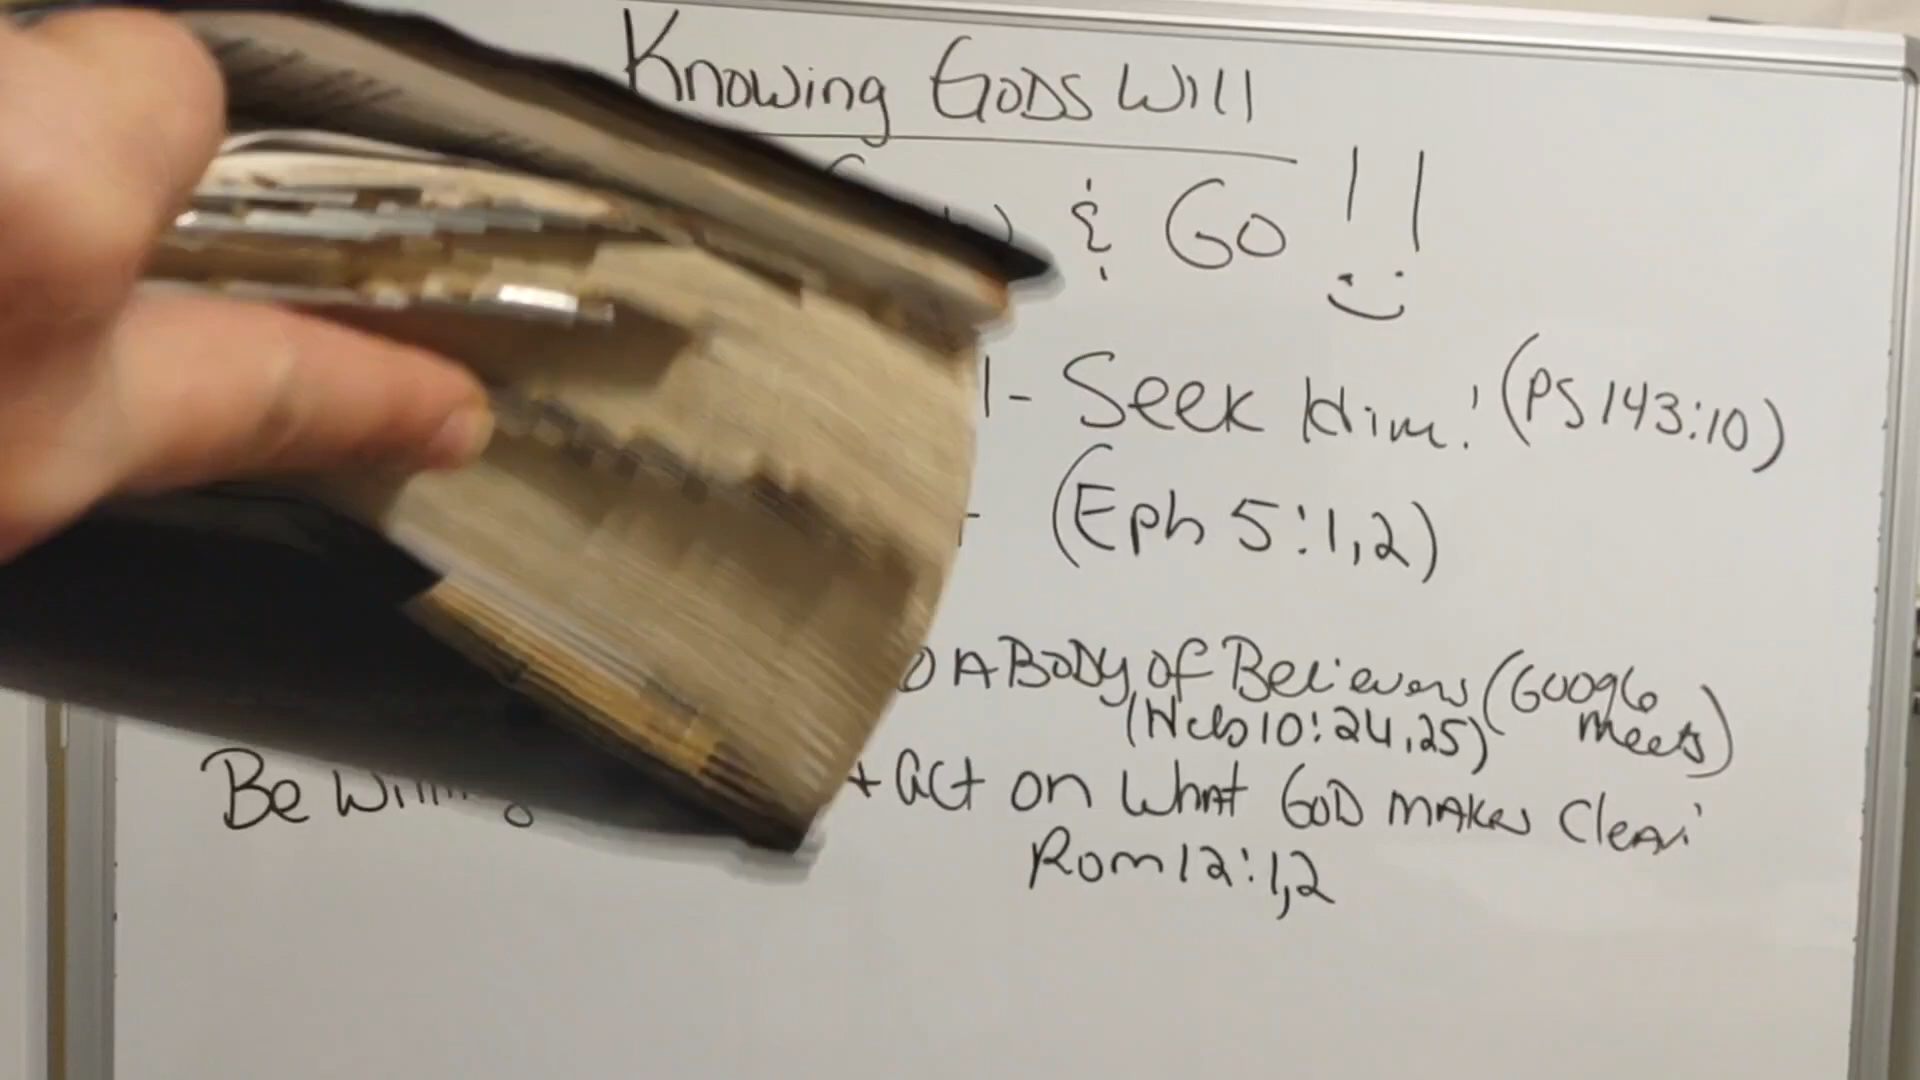 Knowing GODS Will
& GO !!
1- Seek Him! (PS 143:10)
- (Eph 5:1,2)
A BODY of Believers (Google Meets)
(Heb 10:24,25)
Be Willing act on What GOD MAKES Clear!
Rom 12:1,2